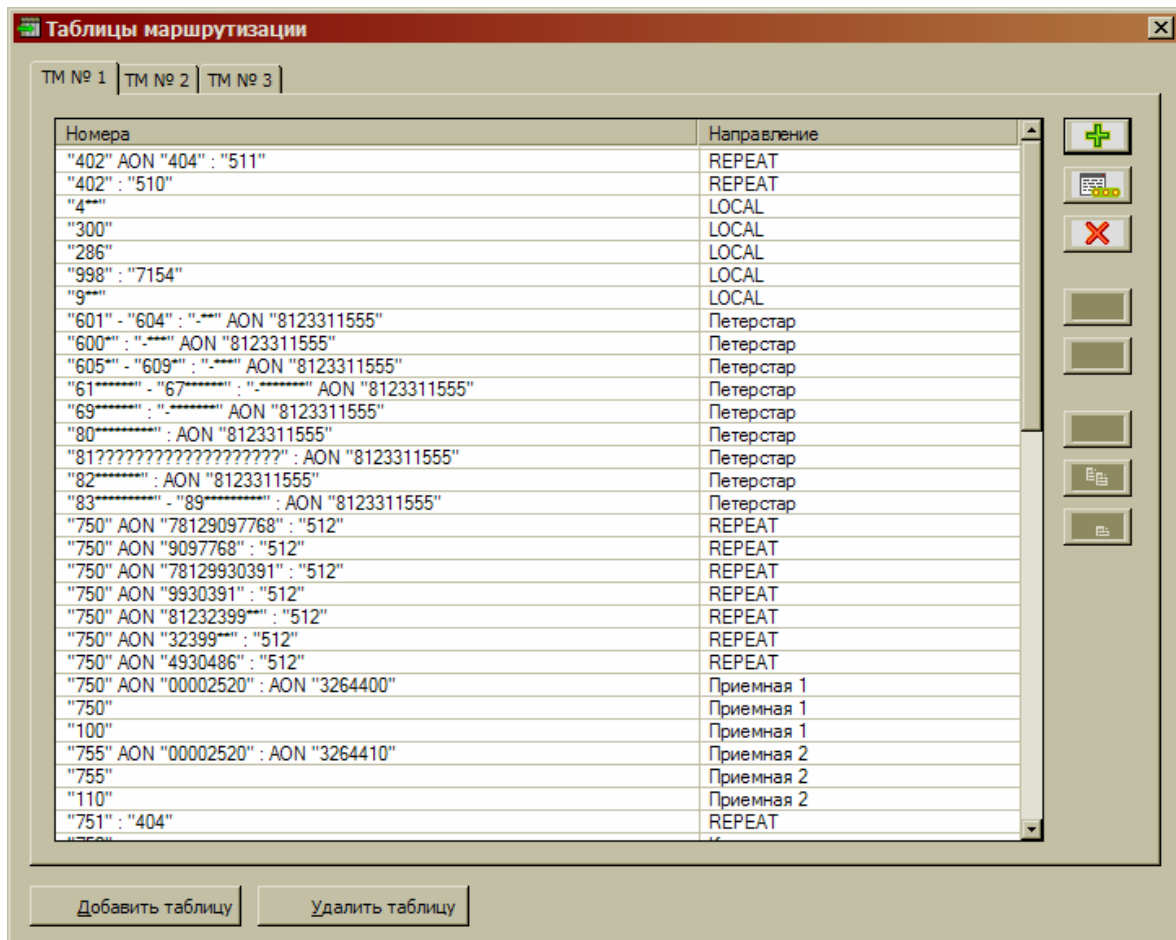 Таблицы маршрутизации
ТМ № 1 ТМ № 2 ТМ № 3
Номера Направление
"402" AON "404" : "511" REPEAT
"402" : "510" REPEAT
"4**" LOCAL
"300" LOCAL
"286" LOCAL
"998" : "7154" LOCAL
"9**" LOCAL
"601" - "604" : "-**" AON "8123311555" Петерстар
"600*" : "-***" AON "8123311555" Петерстар
"605*" - "609*" : "-***" AON "8123311555" Петерстар
"61******" - "67******" : "-*******" AON "8123311555" Петерстар
"69******" : "-*******" AON "8123311555" Петерстар
"80*********" : AON "8123311555" Петерстар
"81???????????????????" : AON "8123311555" Петерстар
"82*******" : AON "8123311555" Петерстар
"83*********" - "89*********" : AON "8123311555" Петерстар
"750" AON "78129097768" : "512" REPEAT
"750" AON "9097768" : "512" REPEAT
"750" AON "78129930391" : "512" REPEAT
"750" AON "9930391" : "512" REPEAT
"750" AON "81232399**" : "512" REPEAT
"750" AON "32399**" : "512" REPEAT
"750" AON "4930486" : "512" REPEAT
"750" AON "00002520" : AON "3264400" Приемная 1
"750" Приемная 1
"100" Приемная 1
"755" AON "00002520" : AON "3264410" Приемная 2
"755" Приемная 2
"110" Приемная 2
"751" : "404" REPEAT
Добавить таблицу Удалить таблицу